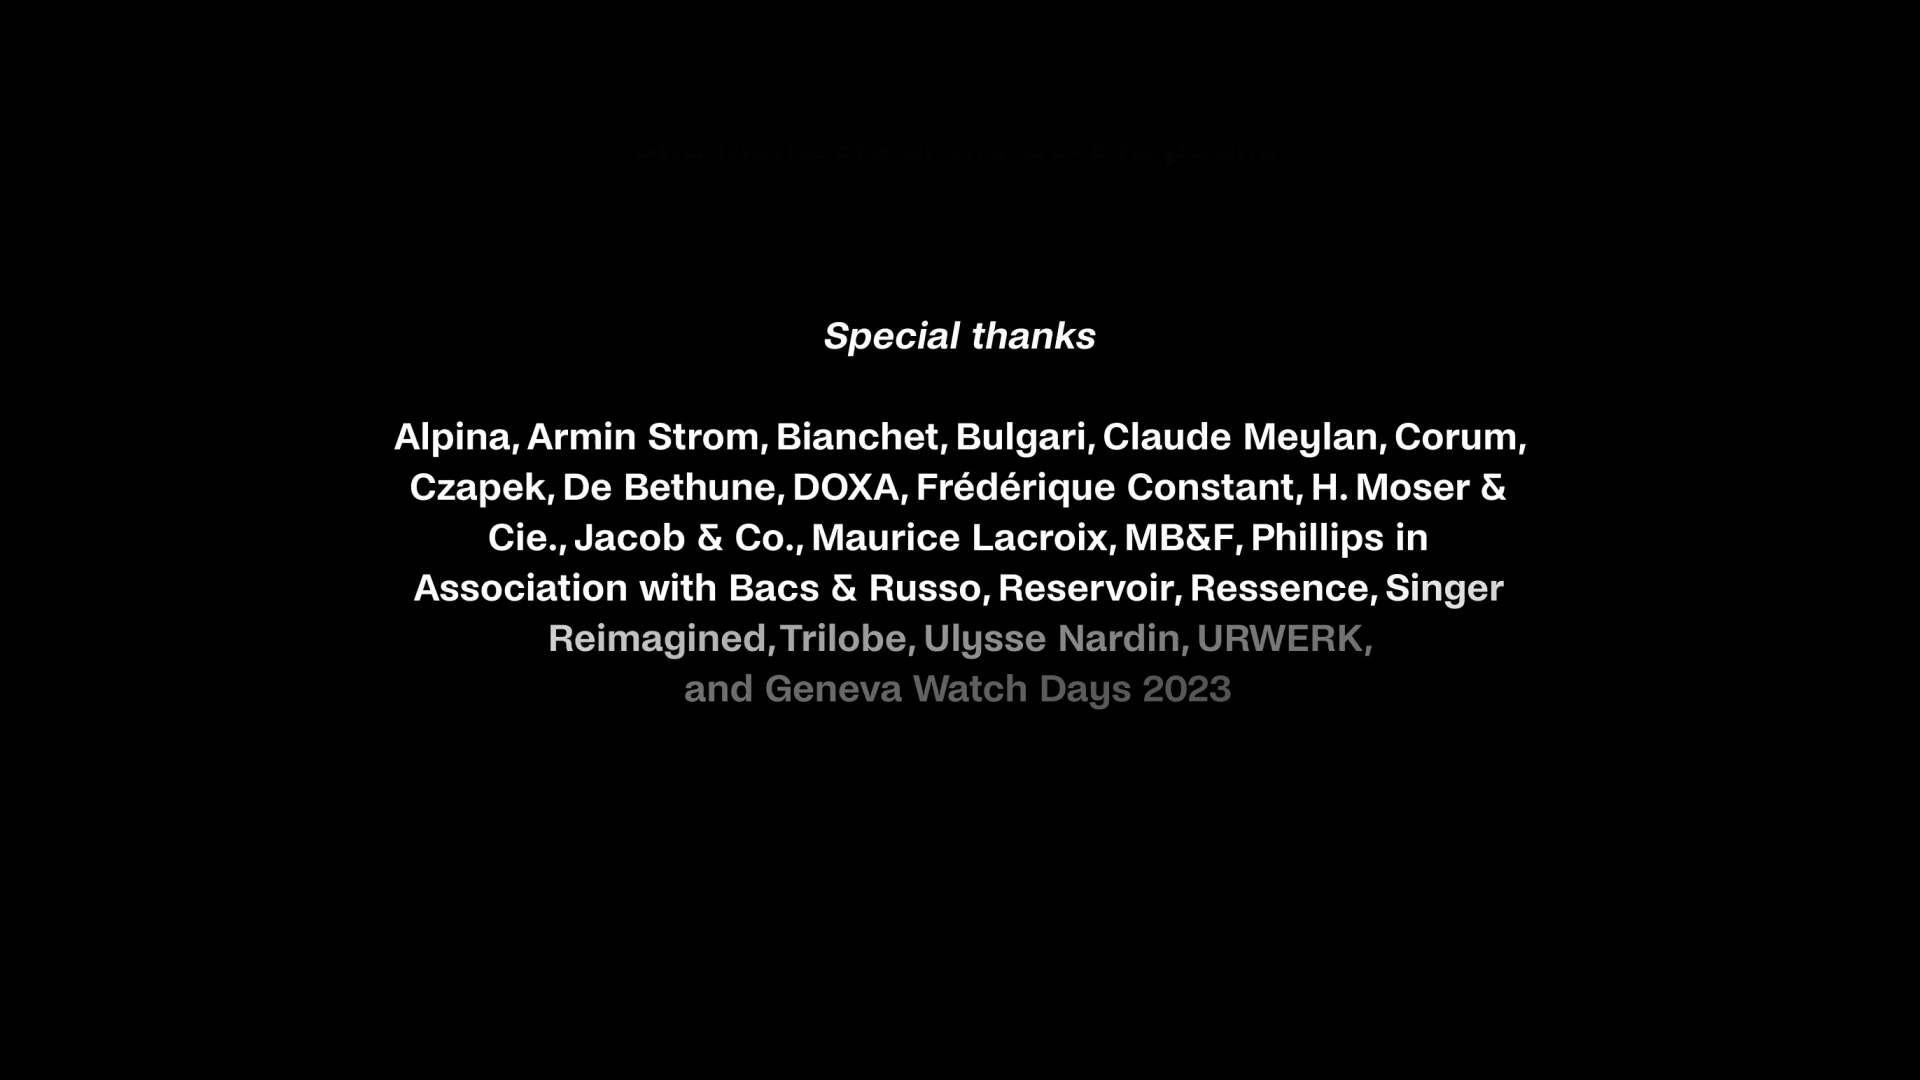 Special thanks
Alpina, Armin Strom, Bianchet, Bulgari, Claude Meylan, Corum,
Czapek, De Bethune, DOXA, Frédérique Constant, H. Moser &
Cie., Jacob & Co., Maurice Lacroix, MB&F, Phillips in
Association with Bacs & Russo, Reservoir, Ressence, Singer
Reimagined, Trilobe, Ulysse Nardin, URWERK,
and Geneva Watch Days 2023